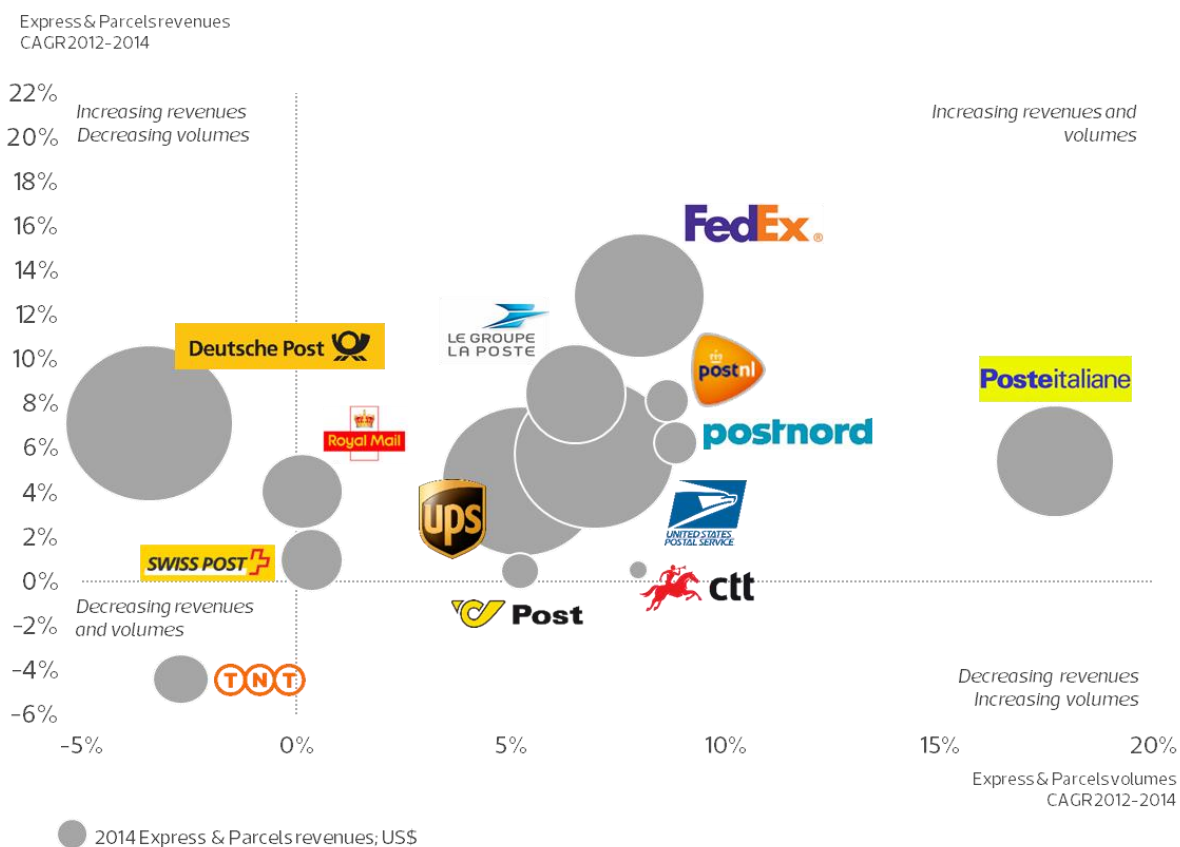 Express & Parcels revenues
CAGR 2012-2014
22%
Increasing revenues
Decreasing volumes
Increasing revenues and
volumes
20%
18%
16%
FedEx®
14%
12%
LE GROUPE
LA POSTE
Deutsche Post
10%
postnl
Posteitaliane
8%
Royal Mail
postnord
6%
4%
ups
UNITED STATES
POSTAL SERVICE
2%
SWISS POST
0%
ctt
Decreasing revenues
and volumes
Post
-2%
-4%
TNT
Decreasing revenues
Increasing volumes
-6%
-5%
0%
5%
10%
15%
20%
Express & Parcels volumes
CAGR 2012-2014
2014 Express & Parcels revenues; US$